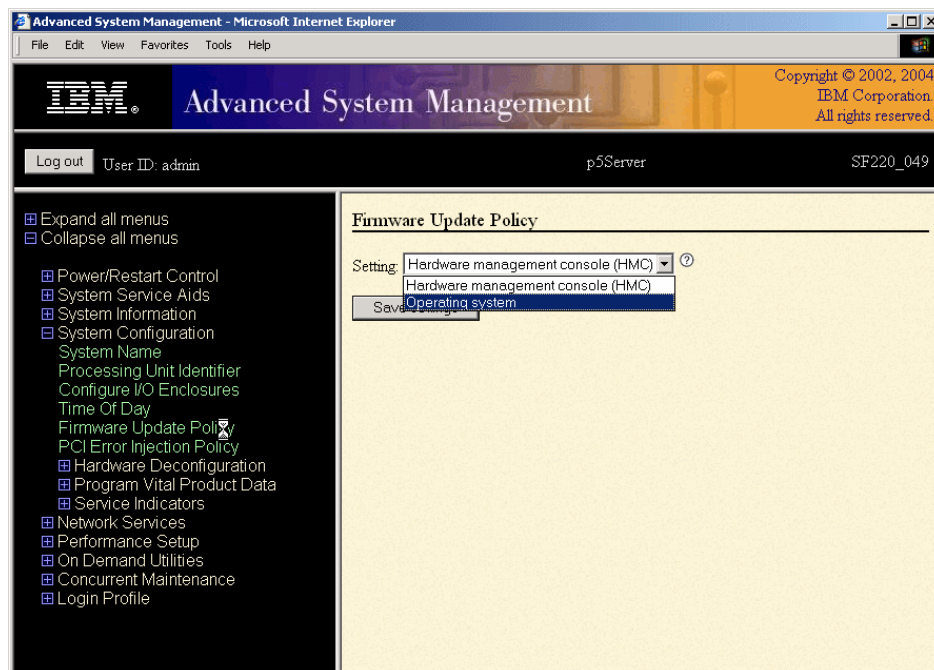 Advanced System Management - Microsoft Internet Explorer
File Edit View Favorites Tools Help
IBM®
Advanced System Management
Copyright © 2002, 2004
IBM Corporation.
All rights reserved.
Log out User ID: admin p5Server SF220_049
Expand all menus
Collapse all menus
Power/Restart Control
System Service Aids
System Information
System Configuration
System Name
Processing Unit Identifier
Configure I/O Enclosures
Time Of Day
Firmware Update Policy
PCI Error Injection Policy
Hardware Deconfiguration
Program Vital Product Data
Service Indicators
Network Services
Performance Setup
On Demand Utilities
Concurrent Maintenance
Login Profile
Firmware Update Policy
Setting: Hardware management console (HMC) ?
Hardware management console (HMC)
Operating system
Save settings